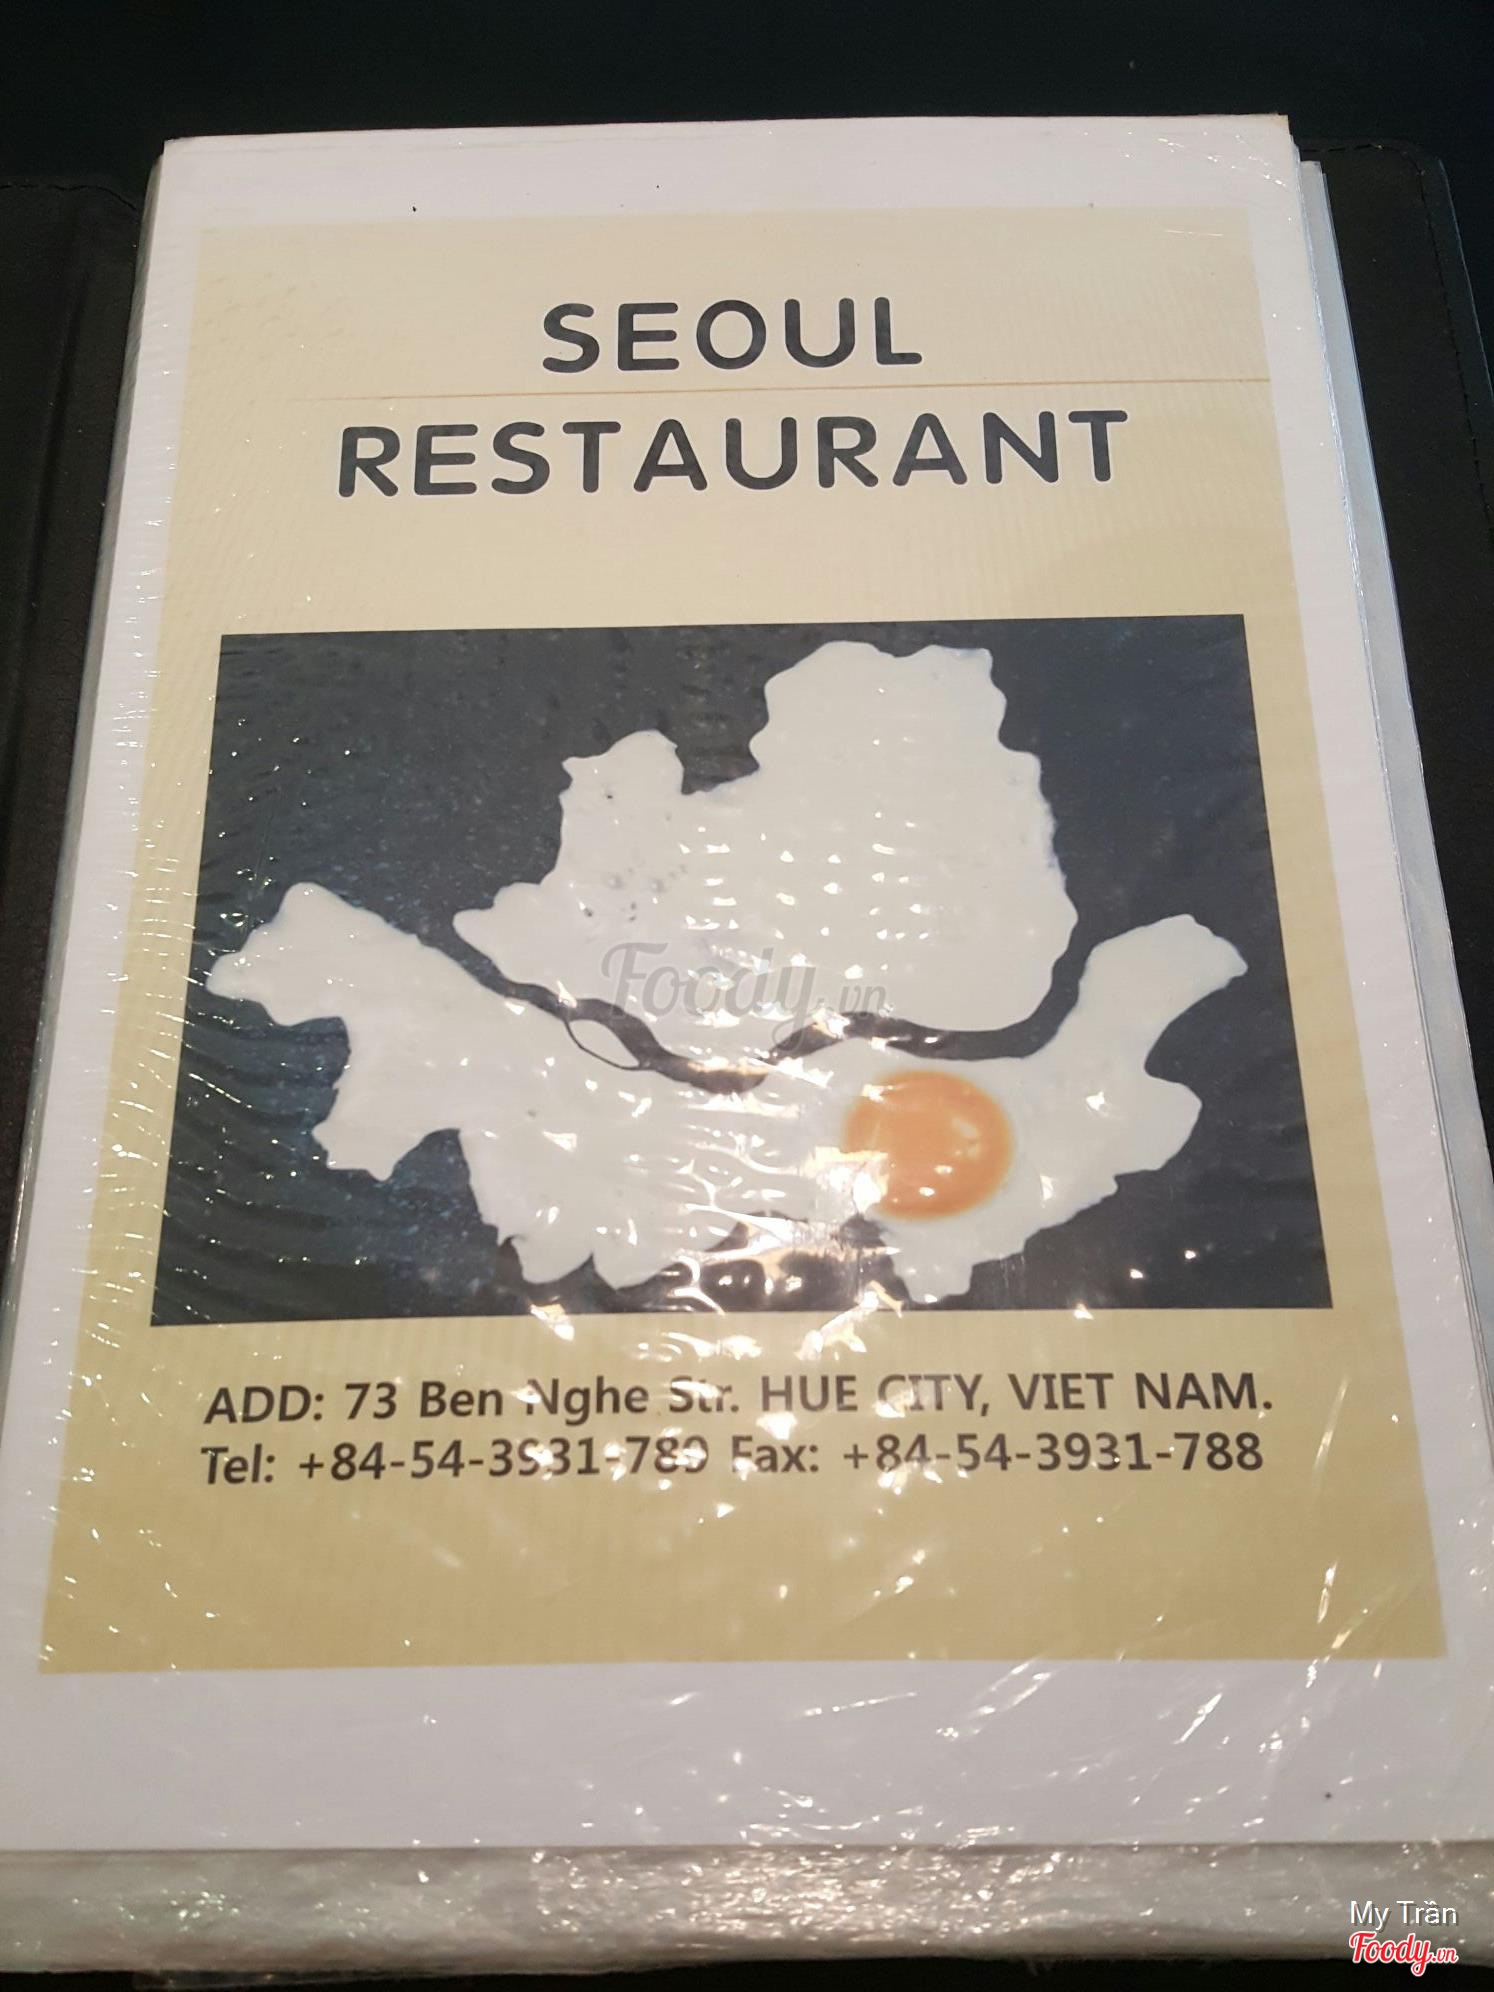 SEOUL
RESTAURANT
Foody.vn
ADD: 73 Ben Nghe Str. HUE CITY, VIET NAM.
Tel: +84-54-3931-789 Fax: +84-54-3931-788
My Trần
Foody.vn